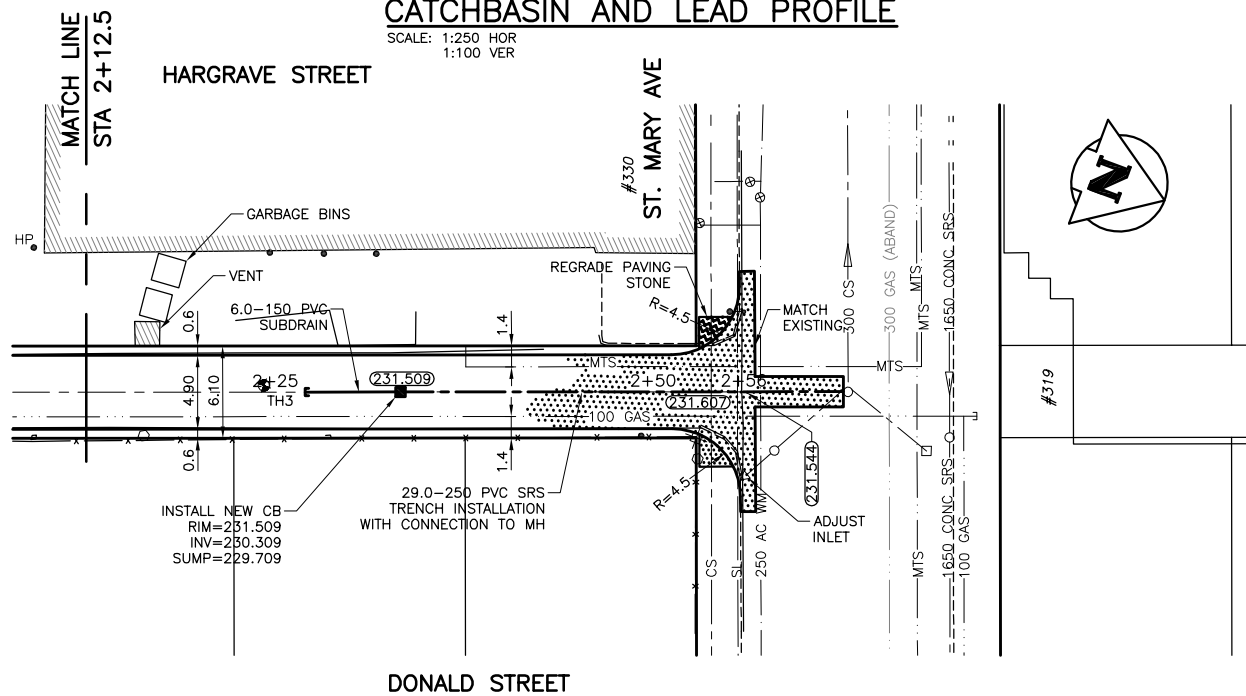 CATCHBASIN AND LEAD PROFILE
SCALE: 1:250 HOR
1:100 VER
MATCH LINE
STA 2+12.5
HARGRAVE STREET
#330
ST. MARY AVE
N
GARBAGE BINS
HP
VENT
REGRADE PAVING
STONE
R=4.5
MATCH
EXISTING
300 CS
300 GAS (ABAND)
MTS
MTS
1650 CONC SRS
6.0-150 PVC
SUBDRAIN
0.6
1.4
4.90
6.10
2+25
TH3
231.509
MTS
2+50
2+56
231.607
100 GAS
MTS
#319
0.6
1.4
231.544
R=4.5
29.0-250 PVC SRS
TRENCH INSTALLATION
WITH CONNECTION TO MH
INSTALL NEW CB
RIM=231.509
INV=230.309
SUMP=229.709
ADJUST
INLET
CS
SL
250 AC WM
MTS
1650 CONC SRS
100 GAS
DONALD STREET